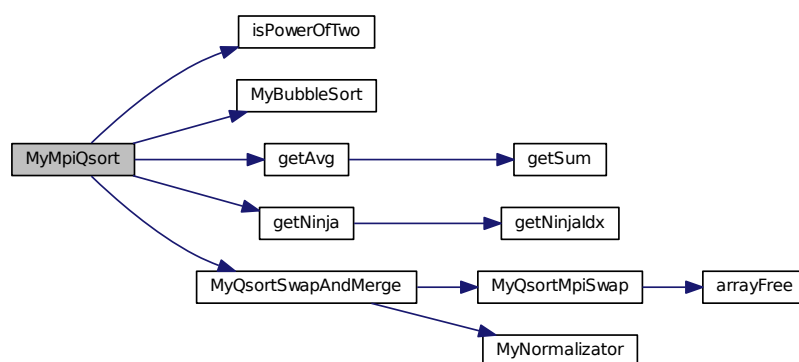 isPowerOfTwo
MyBubbleSort
MyMpiQsort
getAvg
getSum
getNinja
getNinjaIdx
MyQsortSwapAndMerge
MyQsortMpiSwap
arrayFree
MyNormalizator